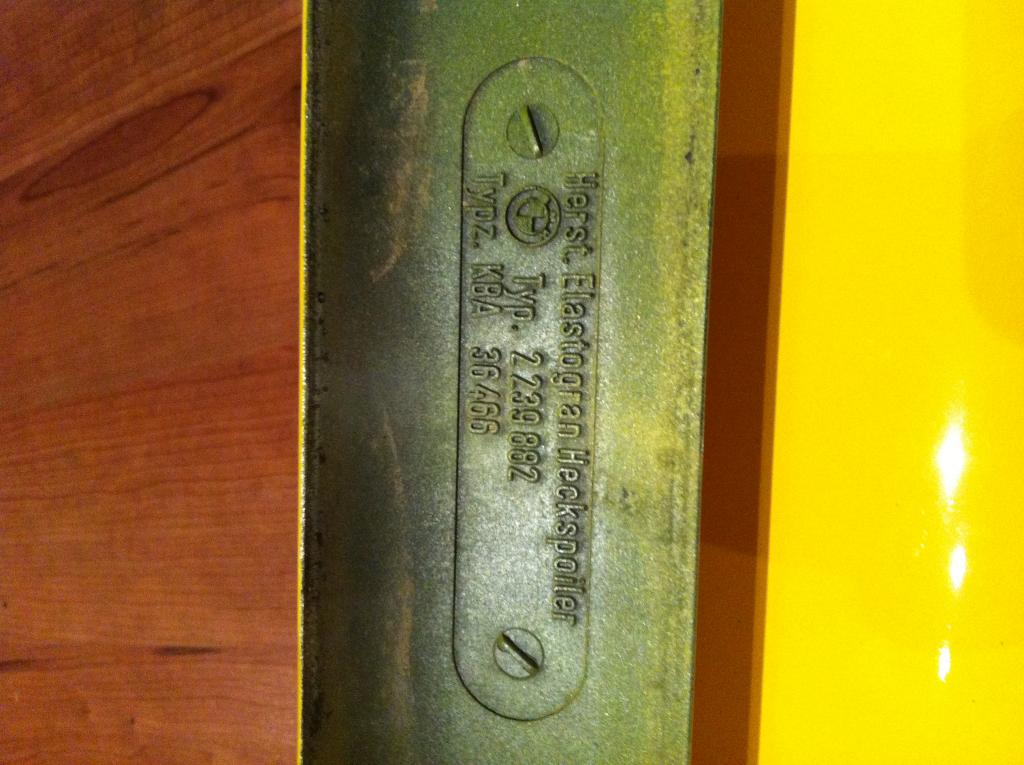 Herst. Elastogran Heckspoiler
Typ. 2 239 882
Typz. KBA 36466